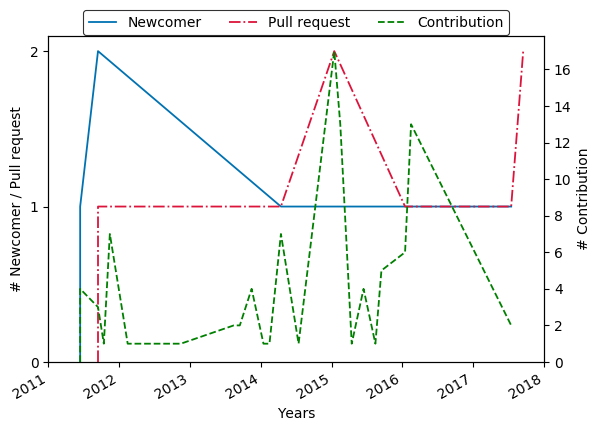 Newcomer Pull request Contribution
2
1
0
# Newcomer / Pull request
16
14
12
10
8
6
4
2
0
# Contribution
2011 2012 2013 2014 2015 2016 2017 2018
Years